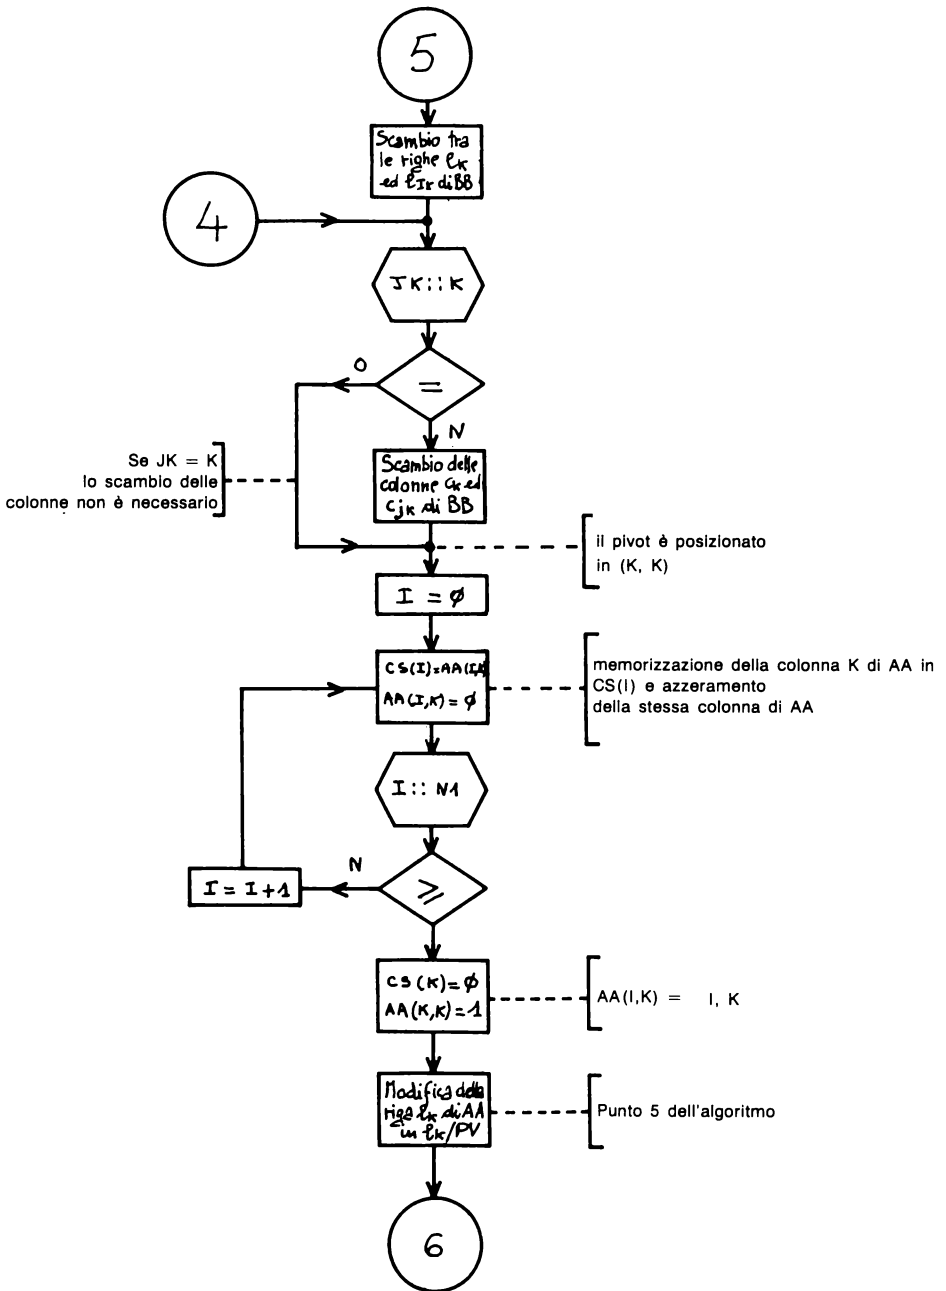 5
Scambio tra
le righe ℓK
ed ℓIK di BB
4
JK::K
O
=
N
Se JK = K
lo scambio delle
colonne non è necessario
Scambio delle
colonne CK ed
CJK di BB
il pivot è posizionato
in (K, K)
I = Ø
CS(I)=AA(I,K)
AA(I,K)=Ø
memorizzazione della colonna K di AA in
CS(I) e azzeramento
della stessa colonna di AA
I::N1
N
I=I+1
⩾
CS(K)=Ø
AA(K,K)=1
AA(I,K) = I, K
Modifica della
riga ℓK di AA
in ℓK/PV
Punto 5 dell'algoritmo
6